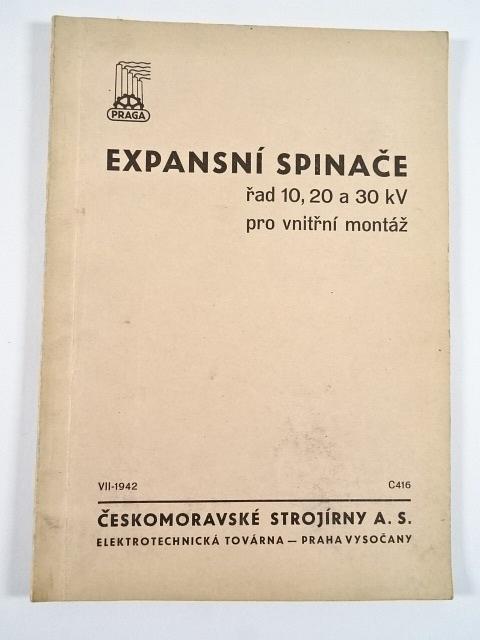 PRAGA
EXPANSNÍ SPINAČE
řad 10, 20 a 30 kV
pro vnitřní montáž
VII-1942 C416
ČESKOMORAVSKÉ STROJÍRNY A. S.
ELEKTROTECHNICKÁ TOVÁRNA — PRAHA VYSOČANY